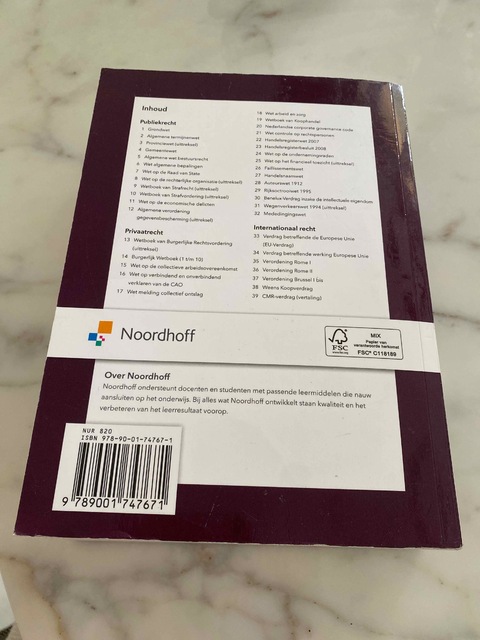 Inhoud
Publiekrecht
1 Grondwet
2 Algemene termijnenwet
3 Provinciewet (uittreksel)
4 Gemeentewet
5 Algemene wet bestuursrecht
6 Wet algemene bepalingen
7 Wet op de Raad van State
8 Wet op de rechterlijke organisatie (uittreksel)
9 Wetboek van Strafrecht (uittreksel)
10 Wetboek van Strafvordering (uittreksel)
11 Wet op de economische delicten
12 Algemene verordening
gegevensbescherming (uittreksel)
Privaatrecht
13 Wetboek van Burgerlijke Rechtsvordering
(uittreksel)
14 Burgerlijk Wetboek (1 t/m 10)
15 Wet op de collectieve arbeidsovereenkomst
16 Wet op verbindend en onverbindend
verklaren van de CAO
17 Wet melding collectief ontslag
18 Wet arbeid en zorg
19 Wetboek van Koophandel
20 Nederlandse corporate governance code
21 Wet controle op rechtspersonen
22 Handelsregisterwet 2007
23 Handelsregisterbesluit 2008
24 Wet op de ondernemingsraden
25 Wet op het financieel toezicht (uittreksel)
26 Faillissementswet
27 Handelsnaamwet
28 Auteurswet 1912
29 Rijksoctrooiwet 1995
30 Benelux-Verdrag inzake de intellectuele eigendom
31 Wegenverkeerswet 1994 (uittreksel)
32 Mededingingswet
Internationaal recht
33 Verdrag betreffende de Europese Unie
(EU-Verdrag)
34 Verdrag betreffende werking Europese Unie
35 Verordening Rome I
36 Verordening Rome II
37 Verordening Brussel I bis
38 Weens Koopverdrag
39 CMR-verdrag (vertaling)
Noordhoff
FSC
www.fsc.org
MIX
Papier van
verantwoorde herkomst
FSC® C118189
Over Noordhoff
Noordhoff ondersteunt docenten en studenten met passende leermiddelen die nauw
aansluiten op het onderwijs. Bij alles wat Noordhoff ontwikkelt staan kwaliteit en het
verbeteren van het leerresultaat voorop.
NUR 820
ISBN 978-90-01-74767-1
9 789001 747671